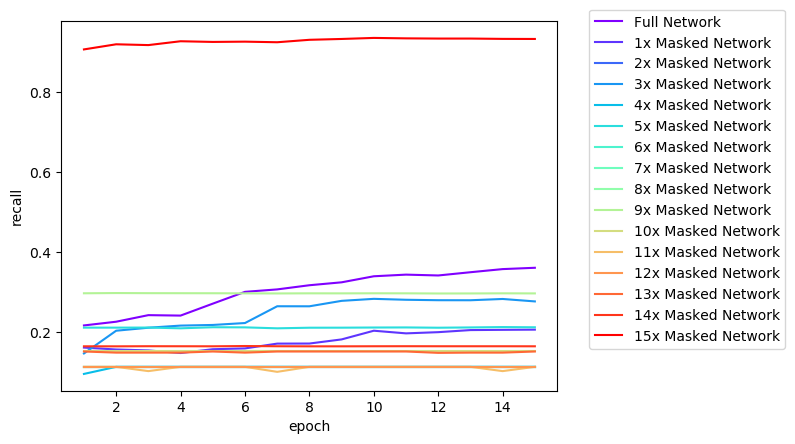 recall
0.8
0.6
0.4
0.2
2
4
6
8
10
12
14
epoch
Full Network
1x Masked Network
2x Masked Network
3x Masked Network
4x Masked Network
5x Masked Network
6x Masked Network
7x Masked Network
8x Masked Network
9x Masked Network
10x Masked Network
11x Masked Network
12x Masked Network
13x Masked Network
14x Masked Network
15x Masked Network